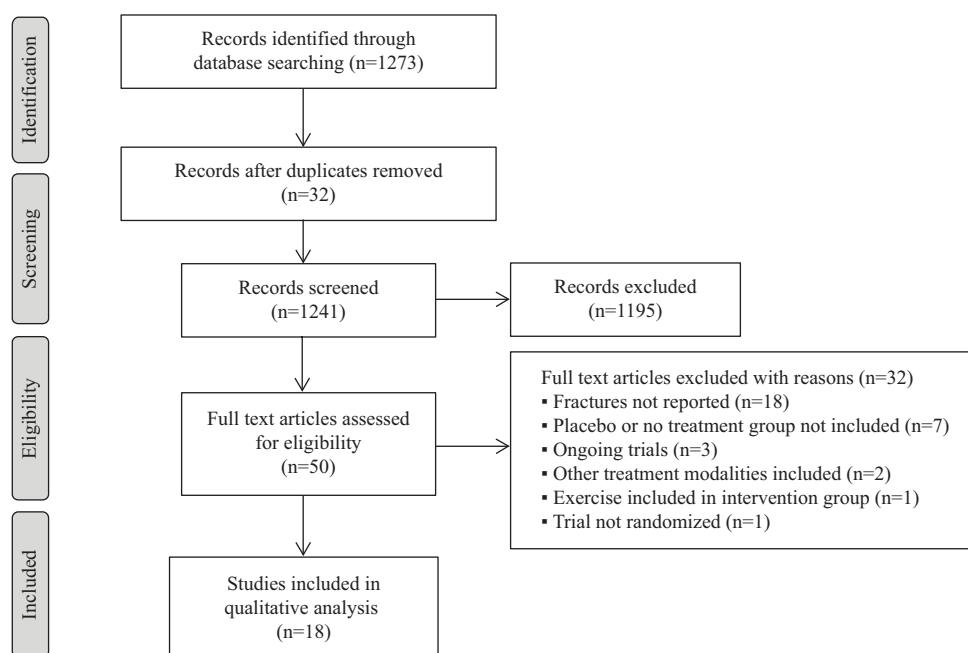 Identification
Records identified through
database searching (n=1273)
Records after duplicates removed
(n=32)
Screening
Records screened
(n=1241)
Records excluded
(n=1195)
Eligibility
Full text articles assessed
for eligibility
(n=50)
Full text articles excluded with reasons (n=32)
▪ Fractures not reported (n=18)
▪ Placebo or no treatment group not included (n=7)
▪ Ongoing trials (n=3)
▪ Other treatment modalities included (n=2)
▪ Exercise included in intervention group (n=1)
▪ Trial not randomized (n=1)
Included
Studies included in
qualitative analysis
(n=18)